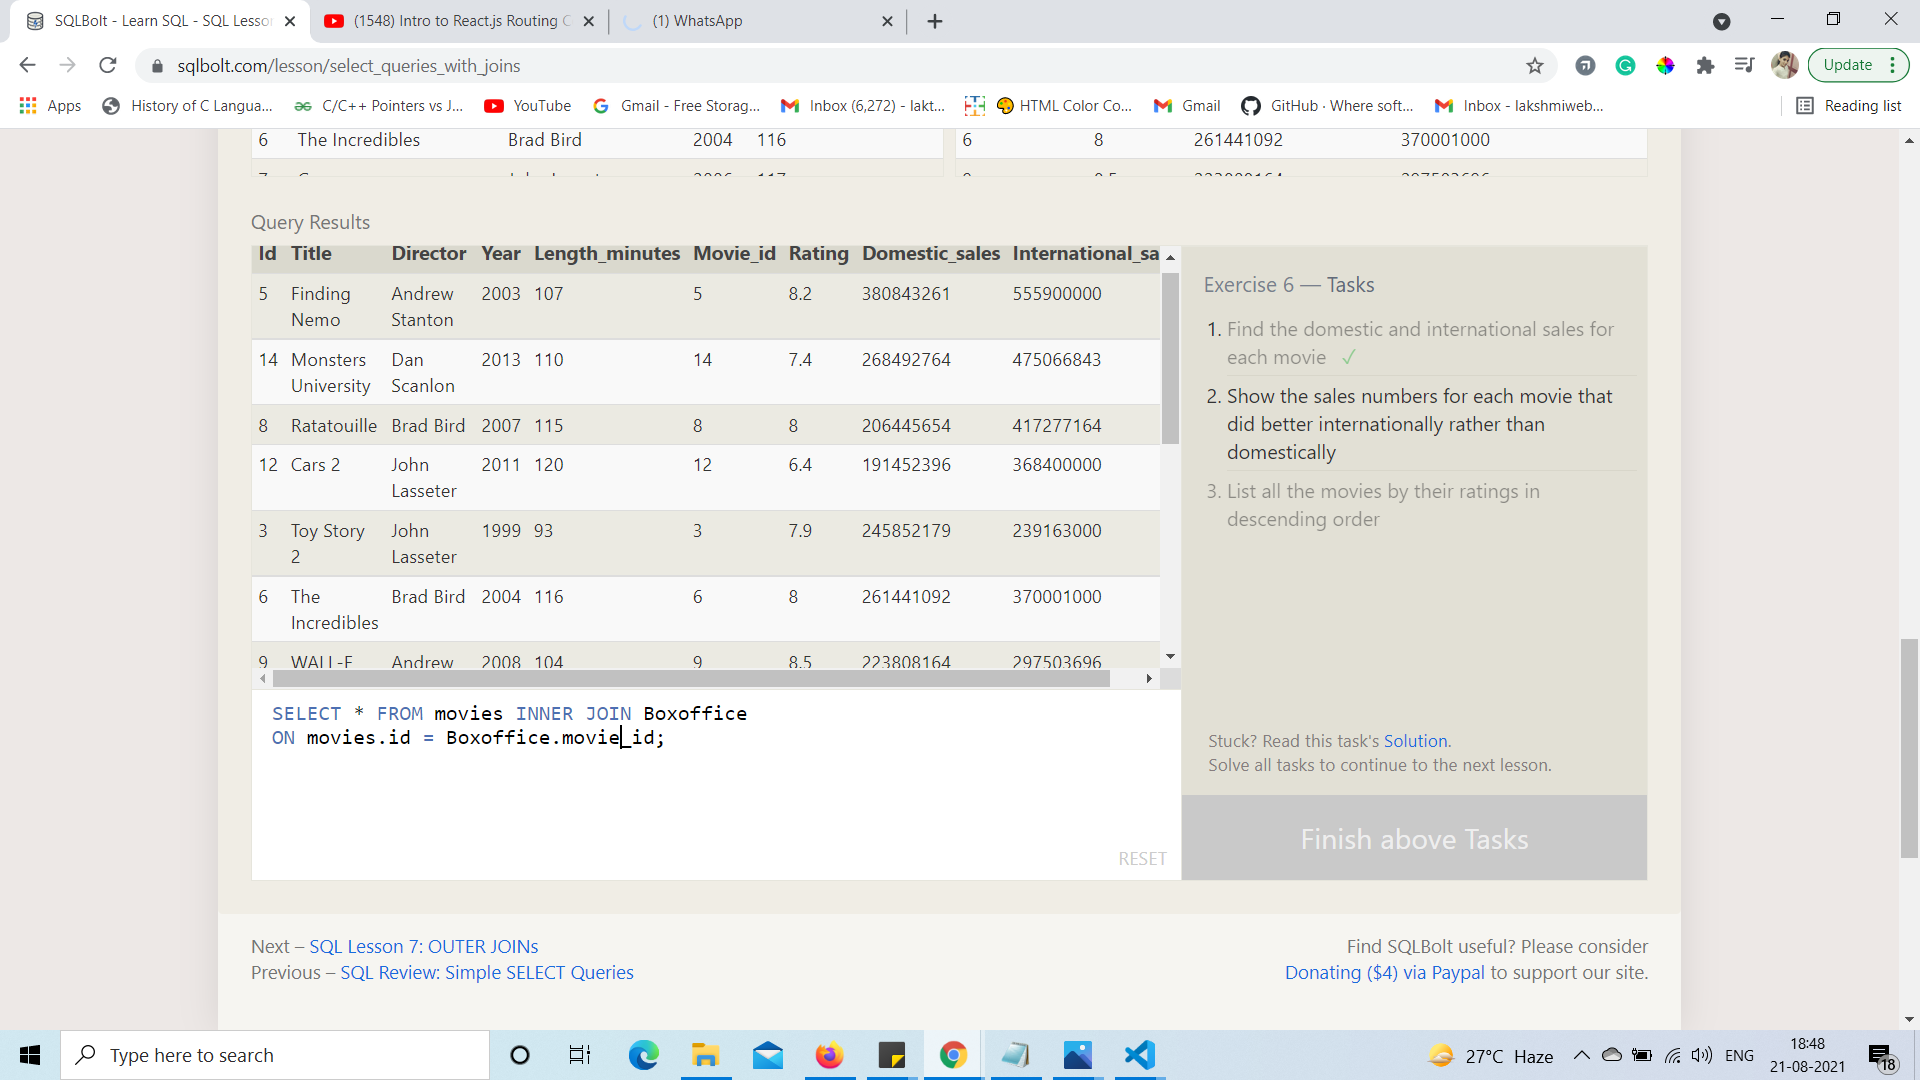 SQLBolt - Learn SQL - SQL Lesson
(1548) Intro to React.js Routing
(1) WhatsApp
sqlbolt.com/lesson/select_queries_with_joins
Update
Apps
History of C Langua...
C/C++ Pointers vs J...
YouTube
Gmail - Free Storag...
Inbox (6,272) - lakt...
HTML Color Co...
Gmail
GitHub · Where soft...
Inbox - lakshmiweb...
Reading list
6 The Incredibles Brad Bird 2004 116
6 8 261441092 370001000
Query Results
Id Title Director Year Length_minutes Movie_id Rating Domestic_sales International_sa
5 Finding Nemo Andrew Stanton 2003 107 5 8.2 380843261 555900000
14 Monsters University Dan Scanlon 2013 110 14 7.4 268492764 475066843
8 Ratatouille Brad Bird 2007 115 8 8 206445654 417277164
12 Cars 2 John Lasseter 2011 120 12 6.4 191452396 368400000
3 Toy Story 2 John Lasseter 1999 93 3 7.9 245852179 239163000
6 The Incredibles Brad Bird 2004 116 6 8 261441092 370001000
9 WALL-E Andrew 2008 104 9 8.5 223808164 297503696
Exercise 6 — Tasks
1. Find the domestic and international sales for
each movie ✓
2. Show the sales numbers for each movie that
did better internationally rather than
domestically
3. List all the movies by their ratings in
descending order
SELECT * FROM movies INNER JOIN Boxoffice
ON movies.id = Boxoffice.movie_id;
RESET
Stuck? Read this task's Solution.
Solve all tasks to continue to the next lesson.
Finish above Tasks
Next – SQL Lesson 7: OUTER JOINs
Previous – SQL Review: Simple SELECT Queries
Find SQLBolt useful? Please consider
Donating ($4) via Paypal to support our site.
Type here to search
27°C Haze
ENG
18:48
21-08-2021
18